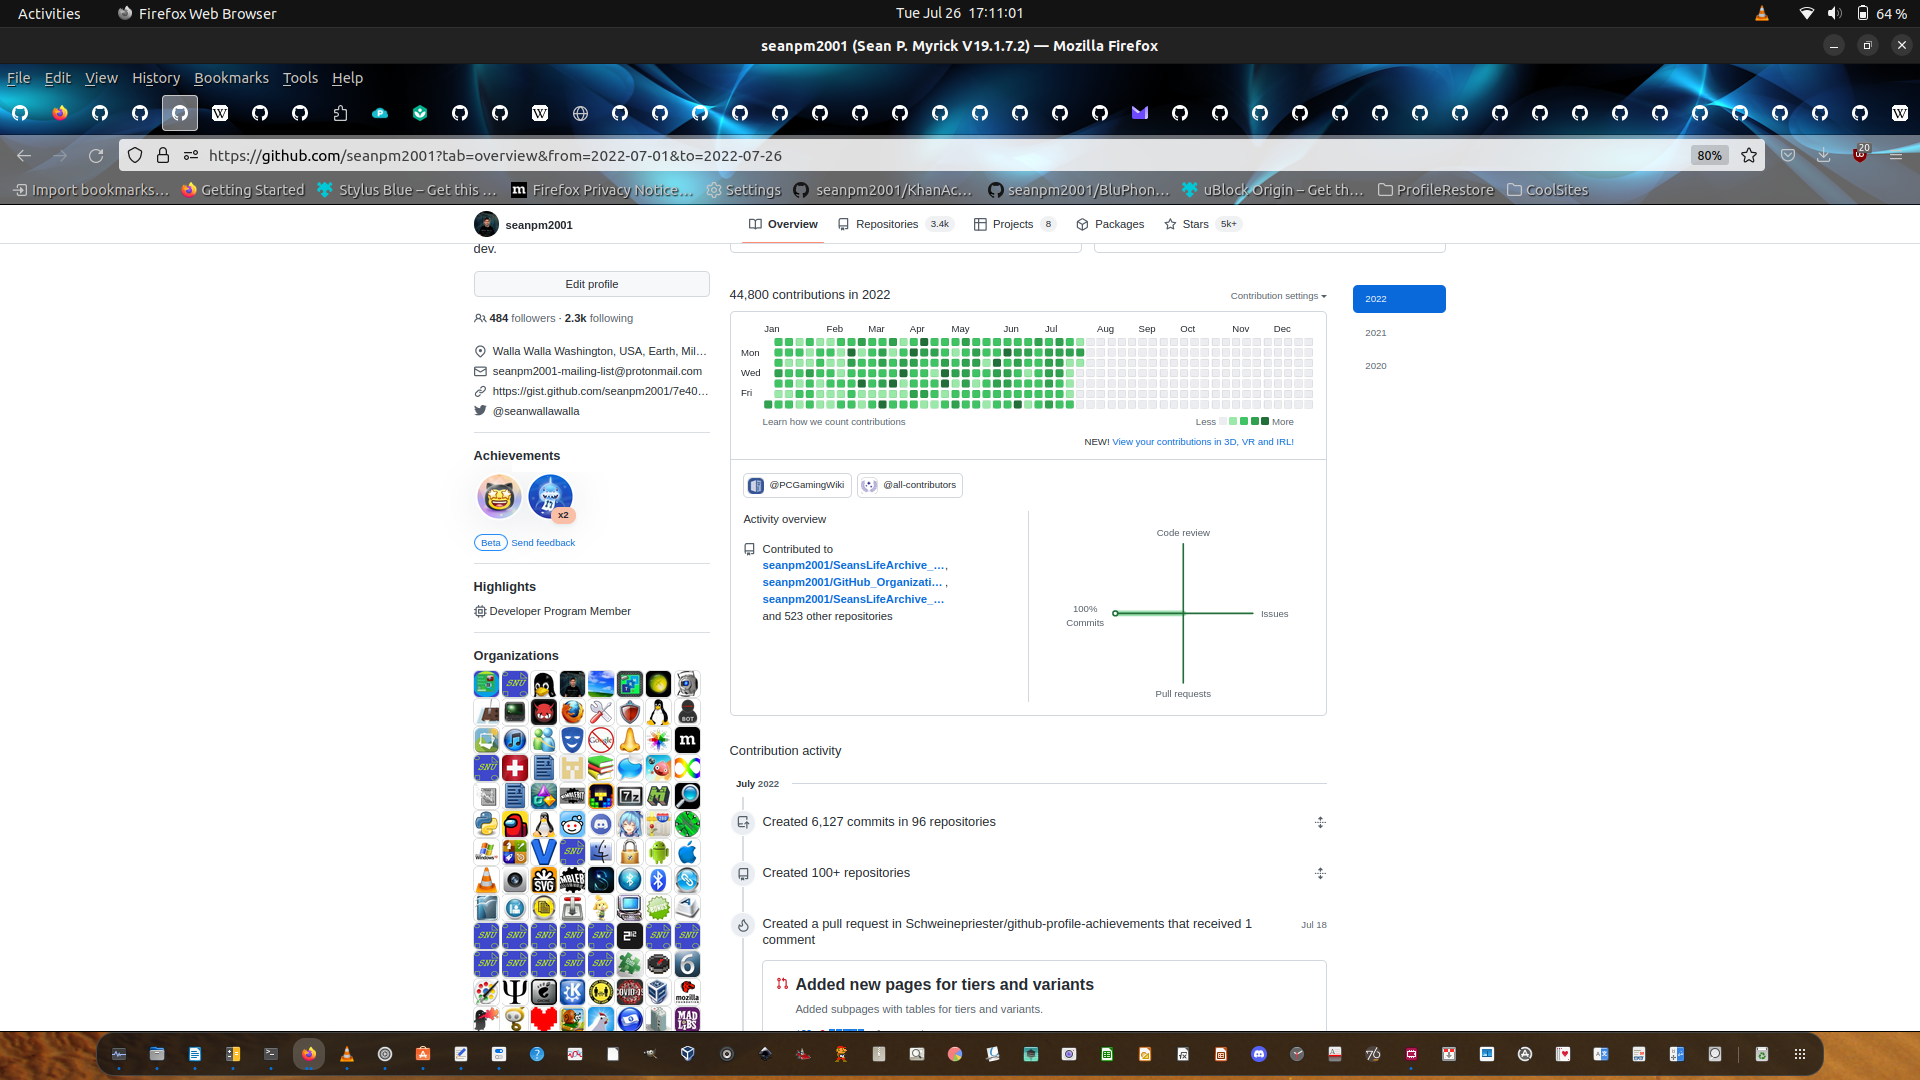 Activities
Firefox Web Browser
Tue Jul 26 17:11:01
64 %
seanpm2001 (Sean P. Myrick V19.1.7.2) — Mozilla Firefox
File Edit View History Bookmarks Tools Help
https://github.com/seanpm2001?tab=overview&from=2022-07-01&to=2022-07-26
80%
20
Import bookmarks…
Getting Started
Stylus Blue – Get this …
Firefox Privacy Notice…
Settings
seanpm2001/KhanAc…
seanpm2001/BluPhon…
uBlock Origin – Get th…
ProfileRestore
CoolSites
seanpm2001
Overview
Repositories 3.4k
Projects 8
Packages
Stars 5k+
dev.
Edit profile
484 followers · 2.3k following
Walla Walla Washington, USA, Earth, Mil…
seanpm2001-mailing-list@protonmail.com
https://gist.github.com/seanpm2001/7e40…
@seanwallawalla
Achievements
x2
Beta Send feedback
Highlights
Developer Program Member
Organizations
44,800 contributions in 2022
Contribution settings
2022
2021
2020
Jan Feb Mar Apr May Jun Jul Aug Sep Oct Nov Dec
Mon
Wed
Fri
Learn how we count contributions
Less More
NEW! View your contributions in 3D, VR and IRL!
@PCGamingWiki
@all-contributors
Activity overview
Contributed to
seanpm2001/SeansLifeArchive_…,
seanpm2001/GitHub_Organizati… ,
seanpm2001/SeansLifeArchive_…
and 523 other repositories
Code review
100%
Commits
Issues
Pull requests
Contribution activity
July 2022
Created 6,127 commits in 96 repositories
Created 100+ repositories
Created a pull request in Schweinepriester/github-profile-achievements that received 1
comment
Jul 18
Added new pages for tiers and variants
Added subpages with tables for tiers and variants.